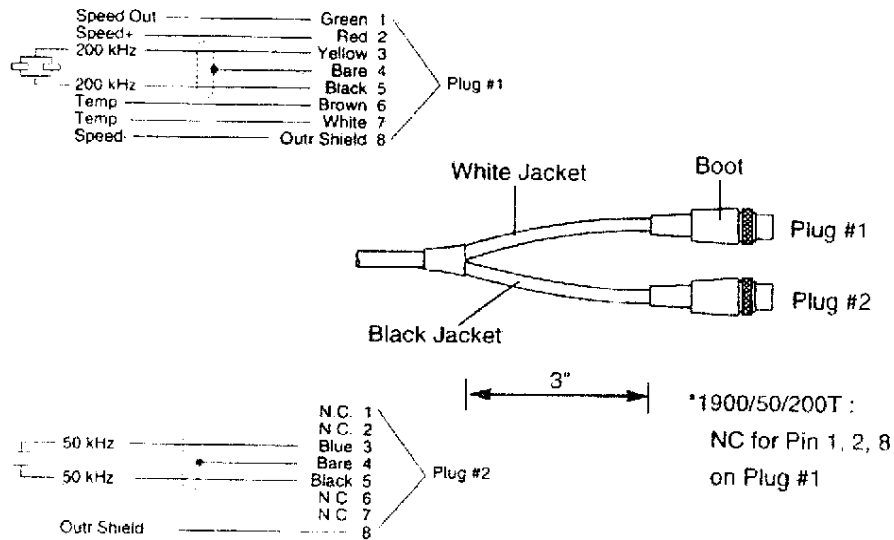 Speed Out Green 1
Speed+ Red 2
200 kHz Yellow 3
Bare 4
200 kHz Black 5
Temp Brown 6
Temp White 7
Speed- Outr Shield 8
Plug #1
White Jacket
Boot
Plug #1
Plug #2
Black Jacket
3"
*1900/50/200T :
NC for Pin 1, 2, 8
on Plug #1
N.C. 1
N.C. 2
50 kHz Blue 3
Bare 4
50 kHz Black 5
N C 6
N C 7
Outr Shield 8
Plug #2